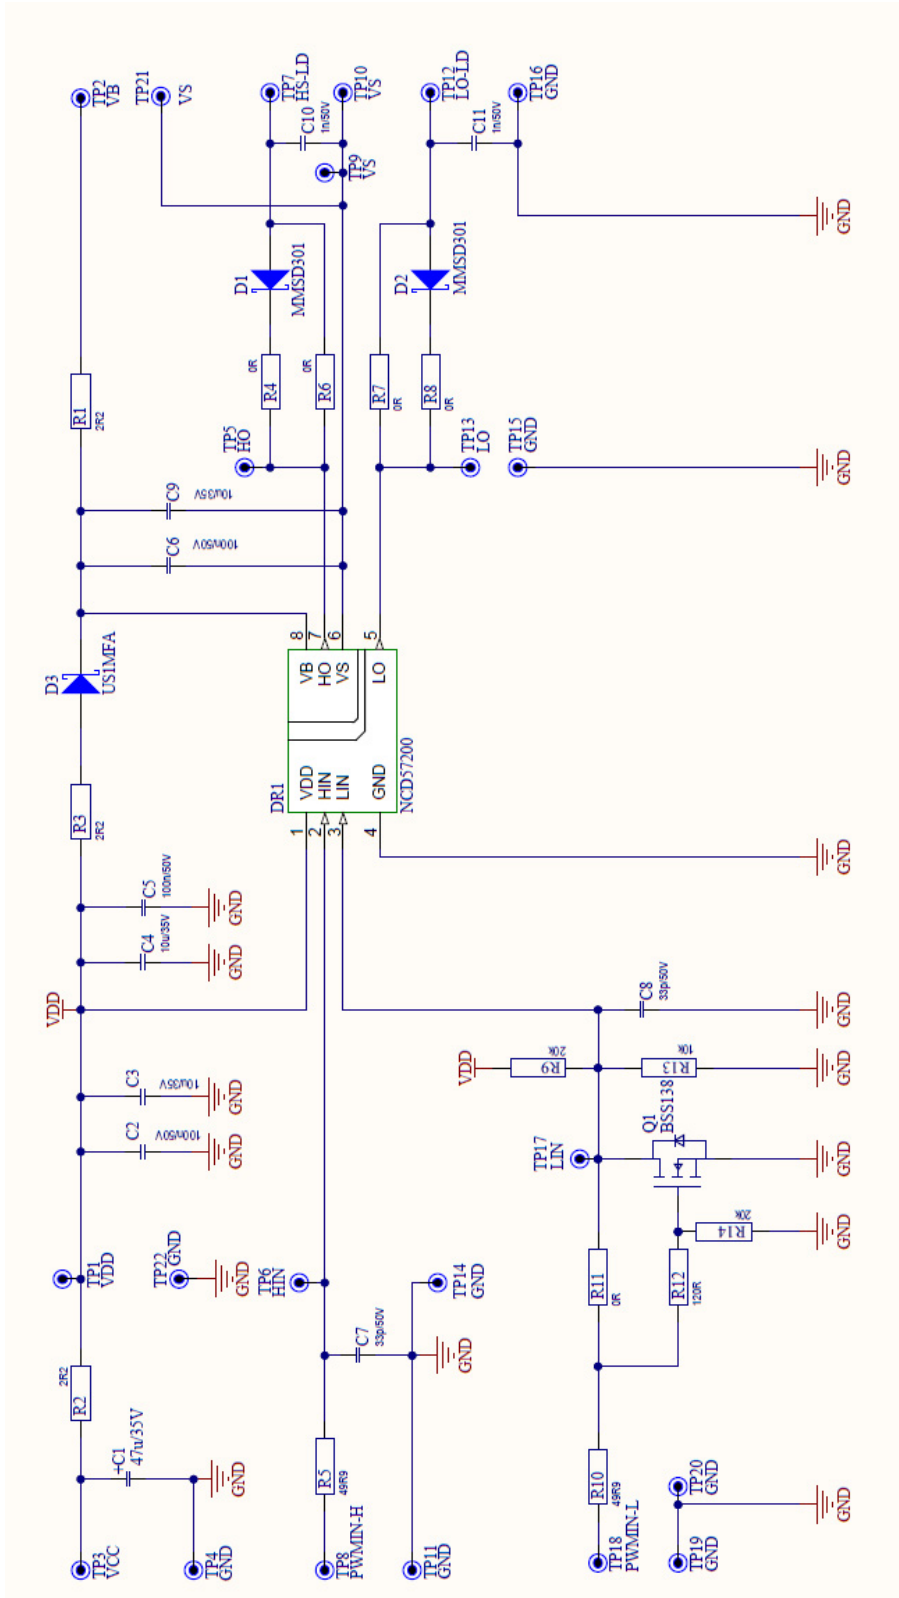 TP2
VB
TP21
VS
TP7
HS-LD
TP10
VS
TP12
LO-LD
TP16
GND
C10
1n/50V
C11
1n/50V
TP9
VS
GND
D1
MMSD301
D2
MMSD301
R1
2R2
R4
0R
R6
0R
R7
0R
R8
0R
TP5
HO
TP13
LO
TP15
GND
GND
C9
10u/35V
C6
100n/50V
D3
US1MFA
8
7
6
5
VB
HO
VS
LO
DR1
VDD
HIN
LIN
GND
NCD57200
1
2
3
4
R3
2R2
GND
C5
100n/50V
GND
C4
10u/35V
GND
VDD
C8
33p/50V
GND
VDD
R9
20k
R13
10k
GND
C3
10u/35V
GND
C2
100n/50V
GND
Q1
BSS138
TP17
LIN
GND
R14
20k
GND
TP1
VDD
TP22
GND
GND
TP6
HIN
TP14
GND
R11
0R
R12
120R
C7
33p/50V
GND
R2
2R2
+C1
47u/35V
GND
R5
49R9
R10
49R9
TP20
GND
GND
TP3
VCC
TP4
GND
TP8
PWMIN-H
TP11
GND
TP18
PWMIN-L
TP19
GND